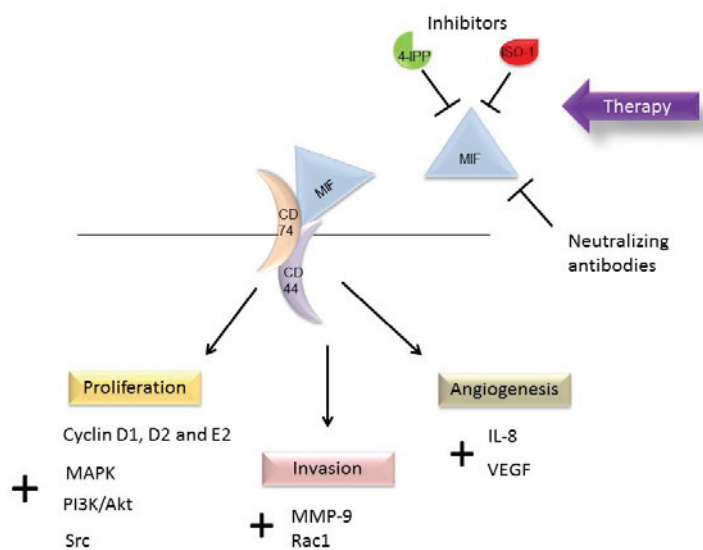 Inhibitors
4-IPP
ISO-1
Therapy
MIF
MIF
CD
74
Neutralizing
antibodies
CD
44
Proliferation
Angiogenesis
Cyclin D1, D2 and E2
+
IL-8
VEGF
+
MAPK
PI3K/Akt
Src
Invasion
+
MMP-9
Rac1